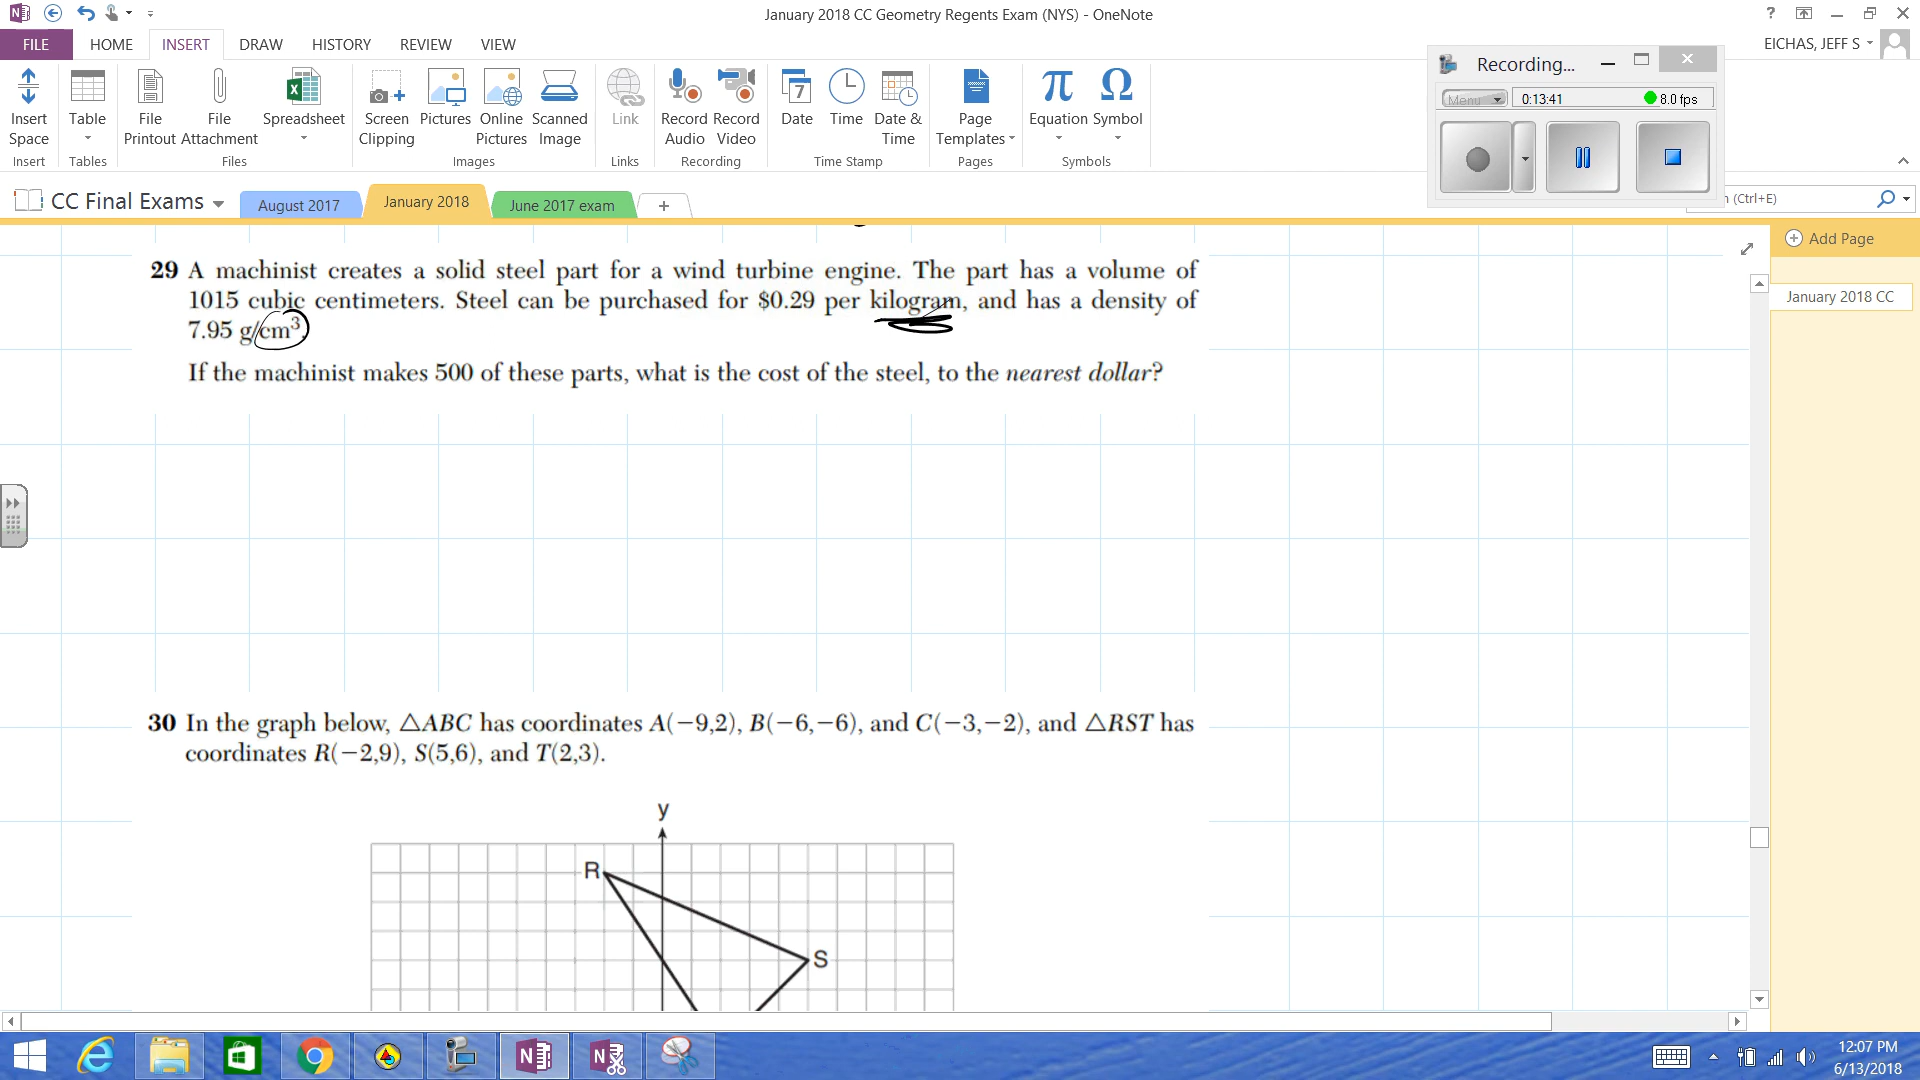 January 2018 CC Geometry Regents Exam (NYS) - OneNote
?
FILE HOME INSERT DRAW HISTORY REVIEW VIEW
EICHAS, JEFF S
Insert Space
Table
File Printout
File Attachment
Spreadsheet
Screen Clipping
Pictures
Online Pictures
Scanned Image
Link
Record Audio
Record Video
Date
Time
Date & Time
Page Templates
Equation
Symbol
Insert Tables Files Images Links Recording Time Stamp Pages Symbols
Recording...
Menu 0:13:41 8.0 fps
CC Final Exams August 2017 January 2018 June 2017 exam +
(Ctrl+E)
Add Page
January 2018 CC
29 A machinist creates a solid steel part for a wind turbine engine. The part has a volume of
1015 cubic centimeters. Steel can be purchased for $0.29 per kilogram, and has a density of
7.95 g/cm³.
If the machinist makes 500 of these parts, what is the cost of the steel, to the nearest dollar?
30 In the graph below, △ABC has coordinates A(−9,2), B(−6,−6), and C(−3,−2), and △RST has
coordinates R(−2,9), S(5,6), and T(2,3).
y
R
S
12:07 PM
6/13/2018